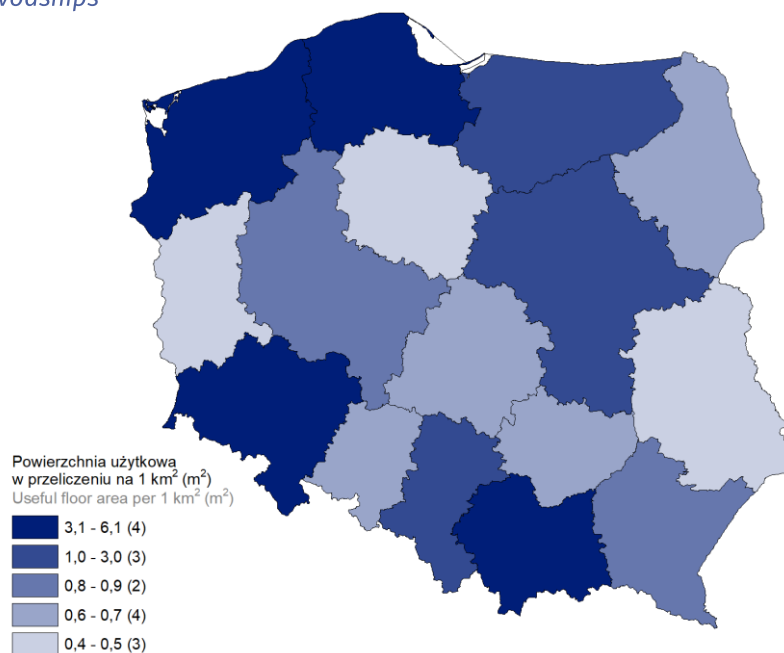 Powierzchnia użytkowa
w przeliczeniu na 1 km² (m²)
Useful floor area per 1 km² (m²)
3,1 - 6,1 (4)
1,0 - 3,0 (3)
0,8 - 0,9 (2)
0,6 - 0,7 (4)
0,4 - 0,5 (3)